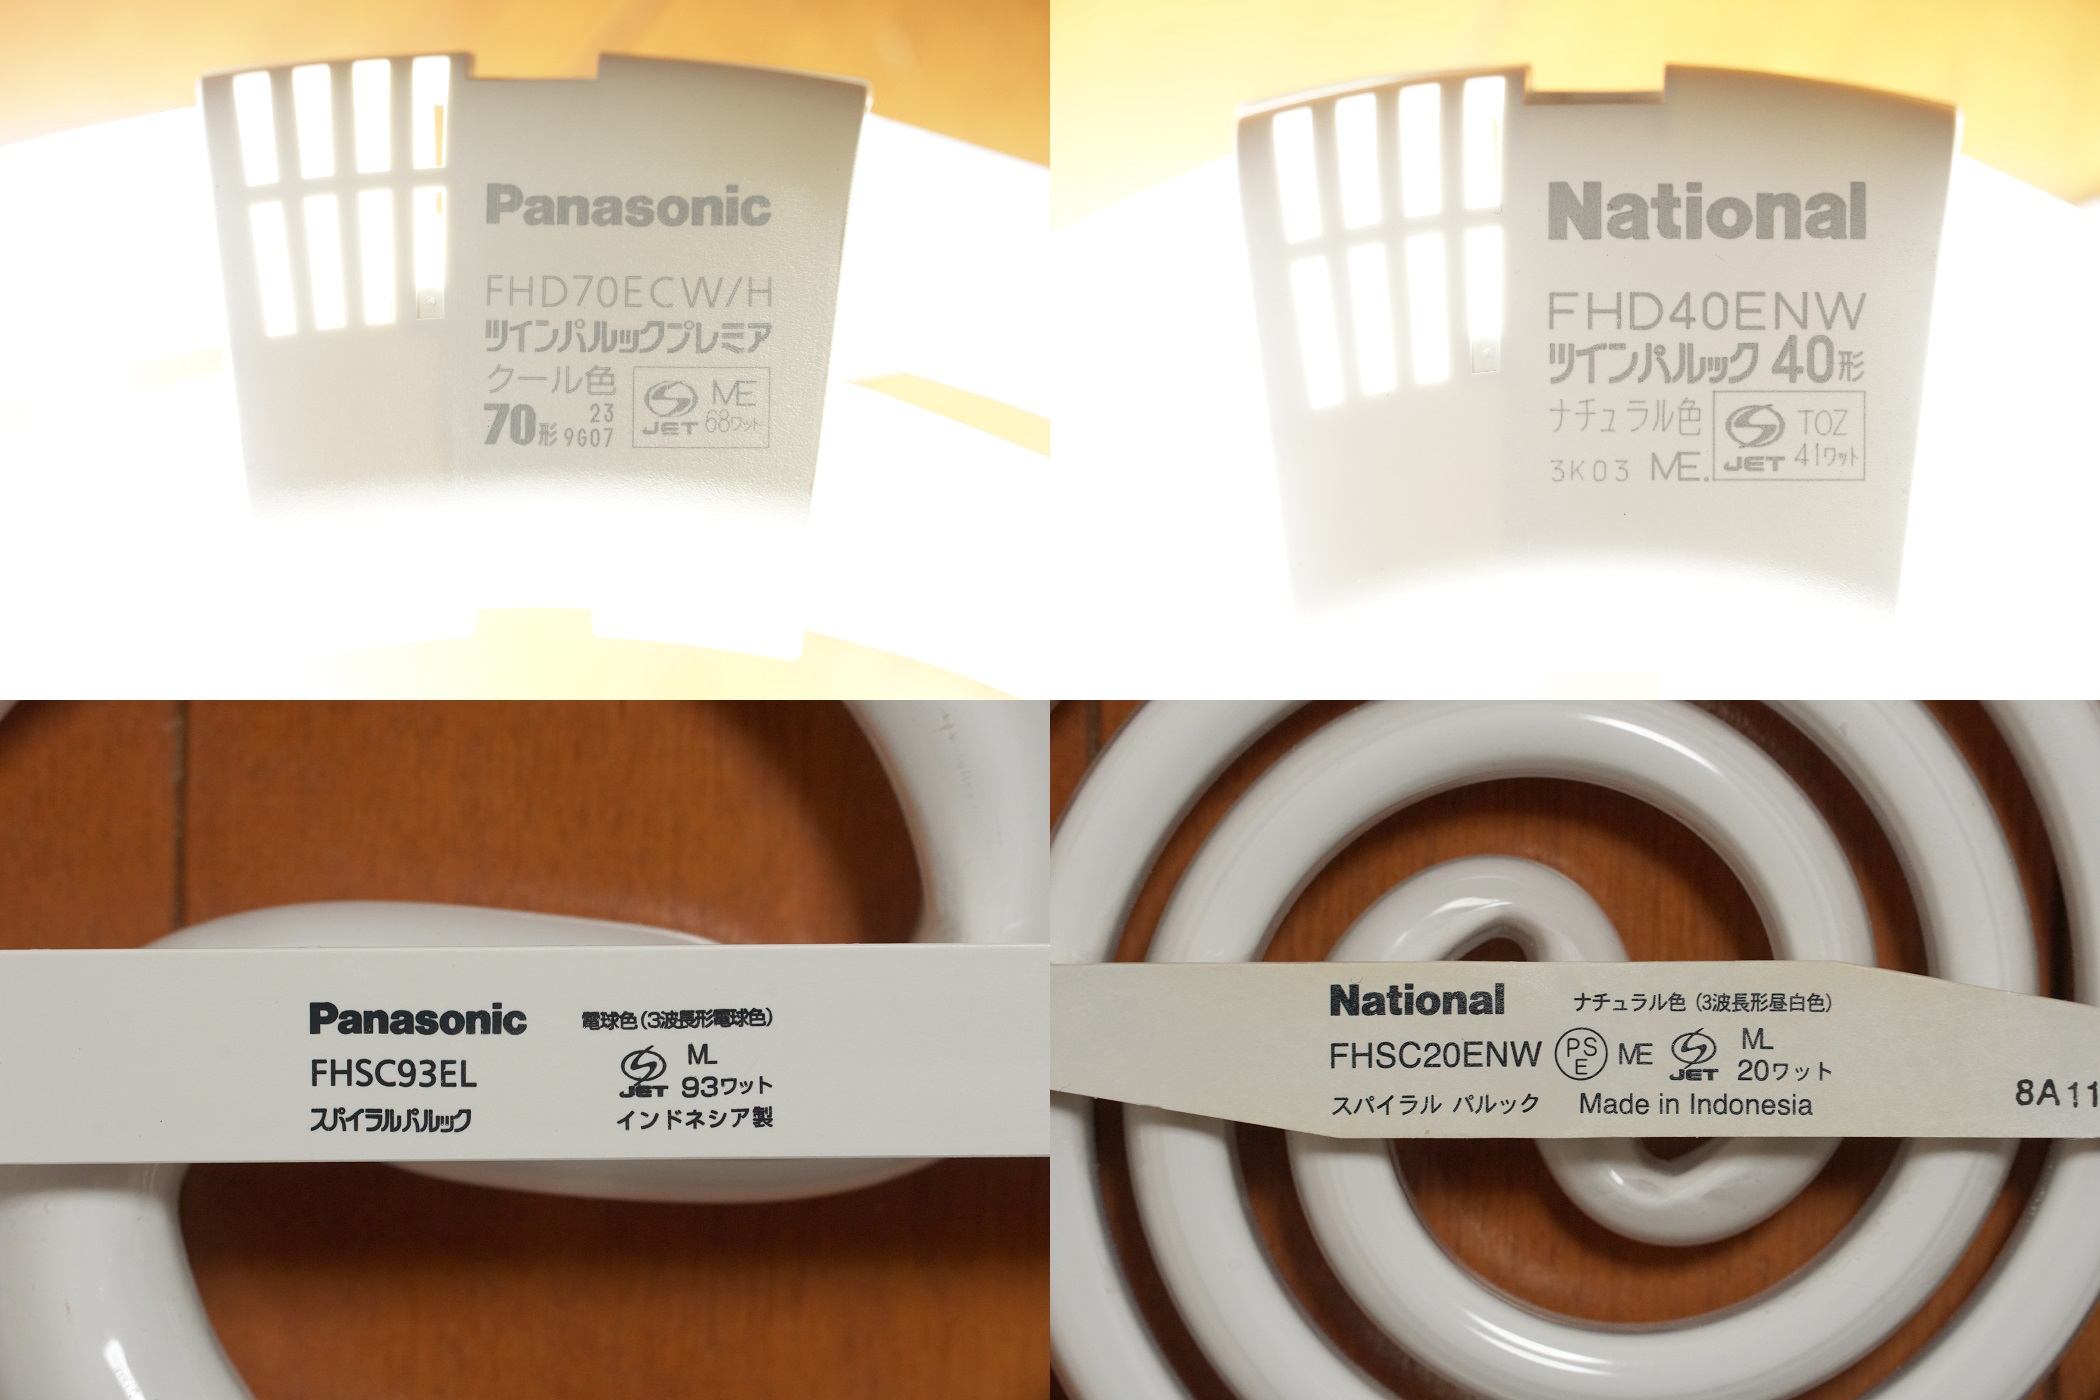 Panasonic
FHD70ECW/H
ツインパルックプレミア
クール色
70形 23
9G07
JET ME
68ワット
National
FHD40ENW
ツインパルック 40形
ナチュラル色
3K03 ME.
JET TOZ
41ワット
Panasonic
FHSC93EL
スパイラルパルック
電球色(3波長形電球色)
JET ML
93ワット
インドネシア製
National ナチュラル色 (3波長形昼白色)
FHSC20ENW PSE ME JET ML
20ワット
スパイラル パルック Made in Indonesia
8A11